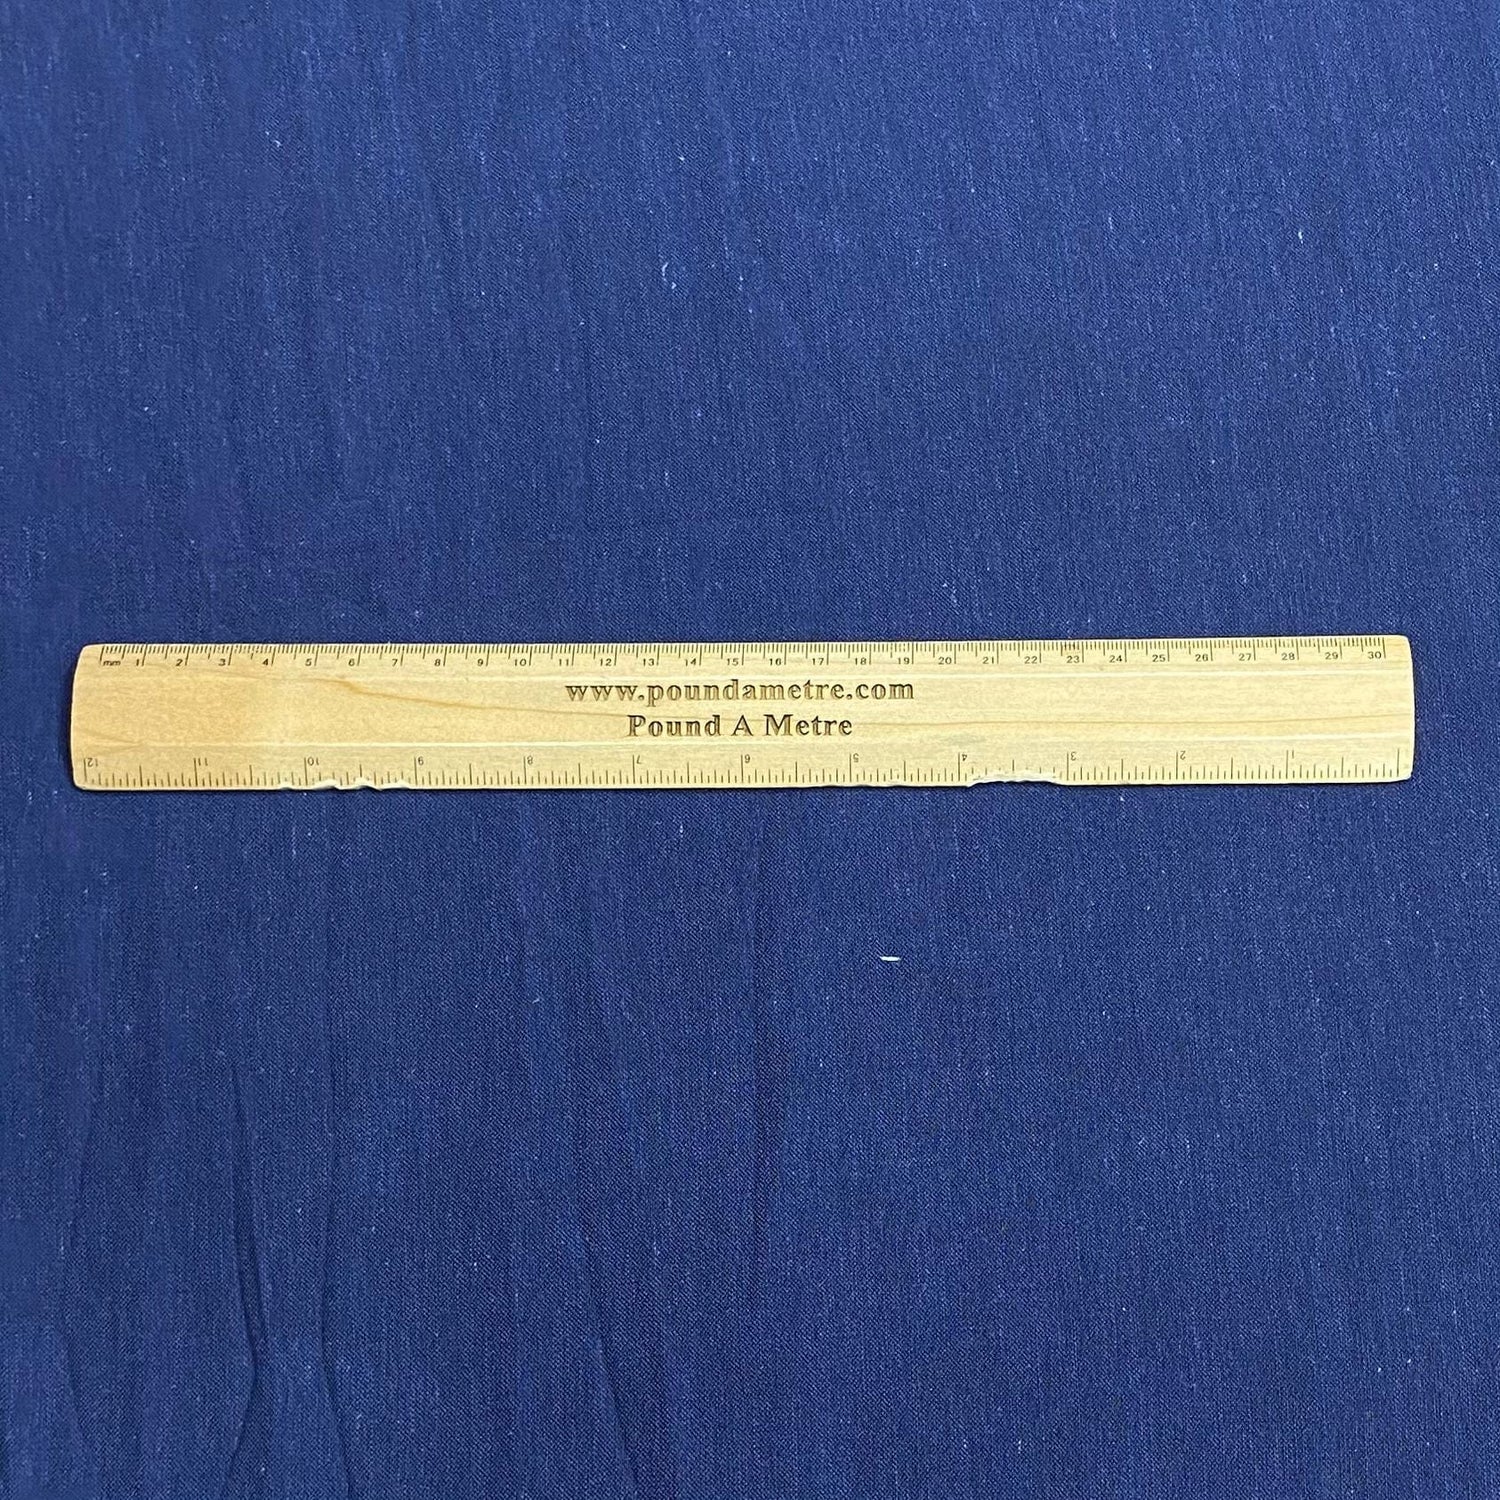 mm 1 2 3 4 5 6 7 8 9 10 11 12 13 14 15 16 17 18 19 20 21 22 23 24 25 26 27 28 29 30
www.poundametre.com
Pound A Metre
12 11 10 9 8 7 6 5 4 3 2 1